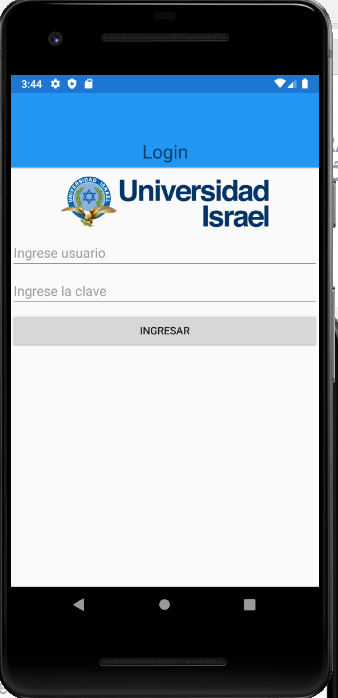 3:44
Login
Universidad
Israel
Ingrese usuario
Ingrese la clave
INGRESAR